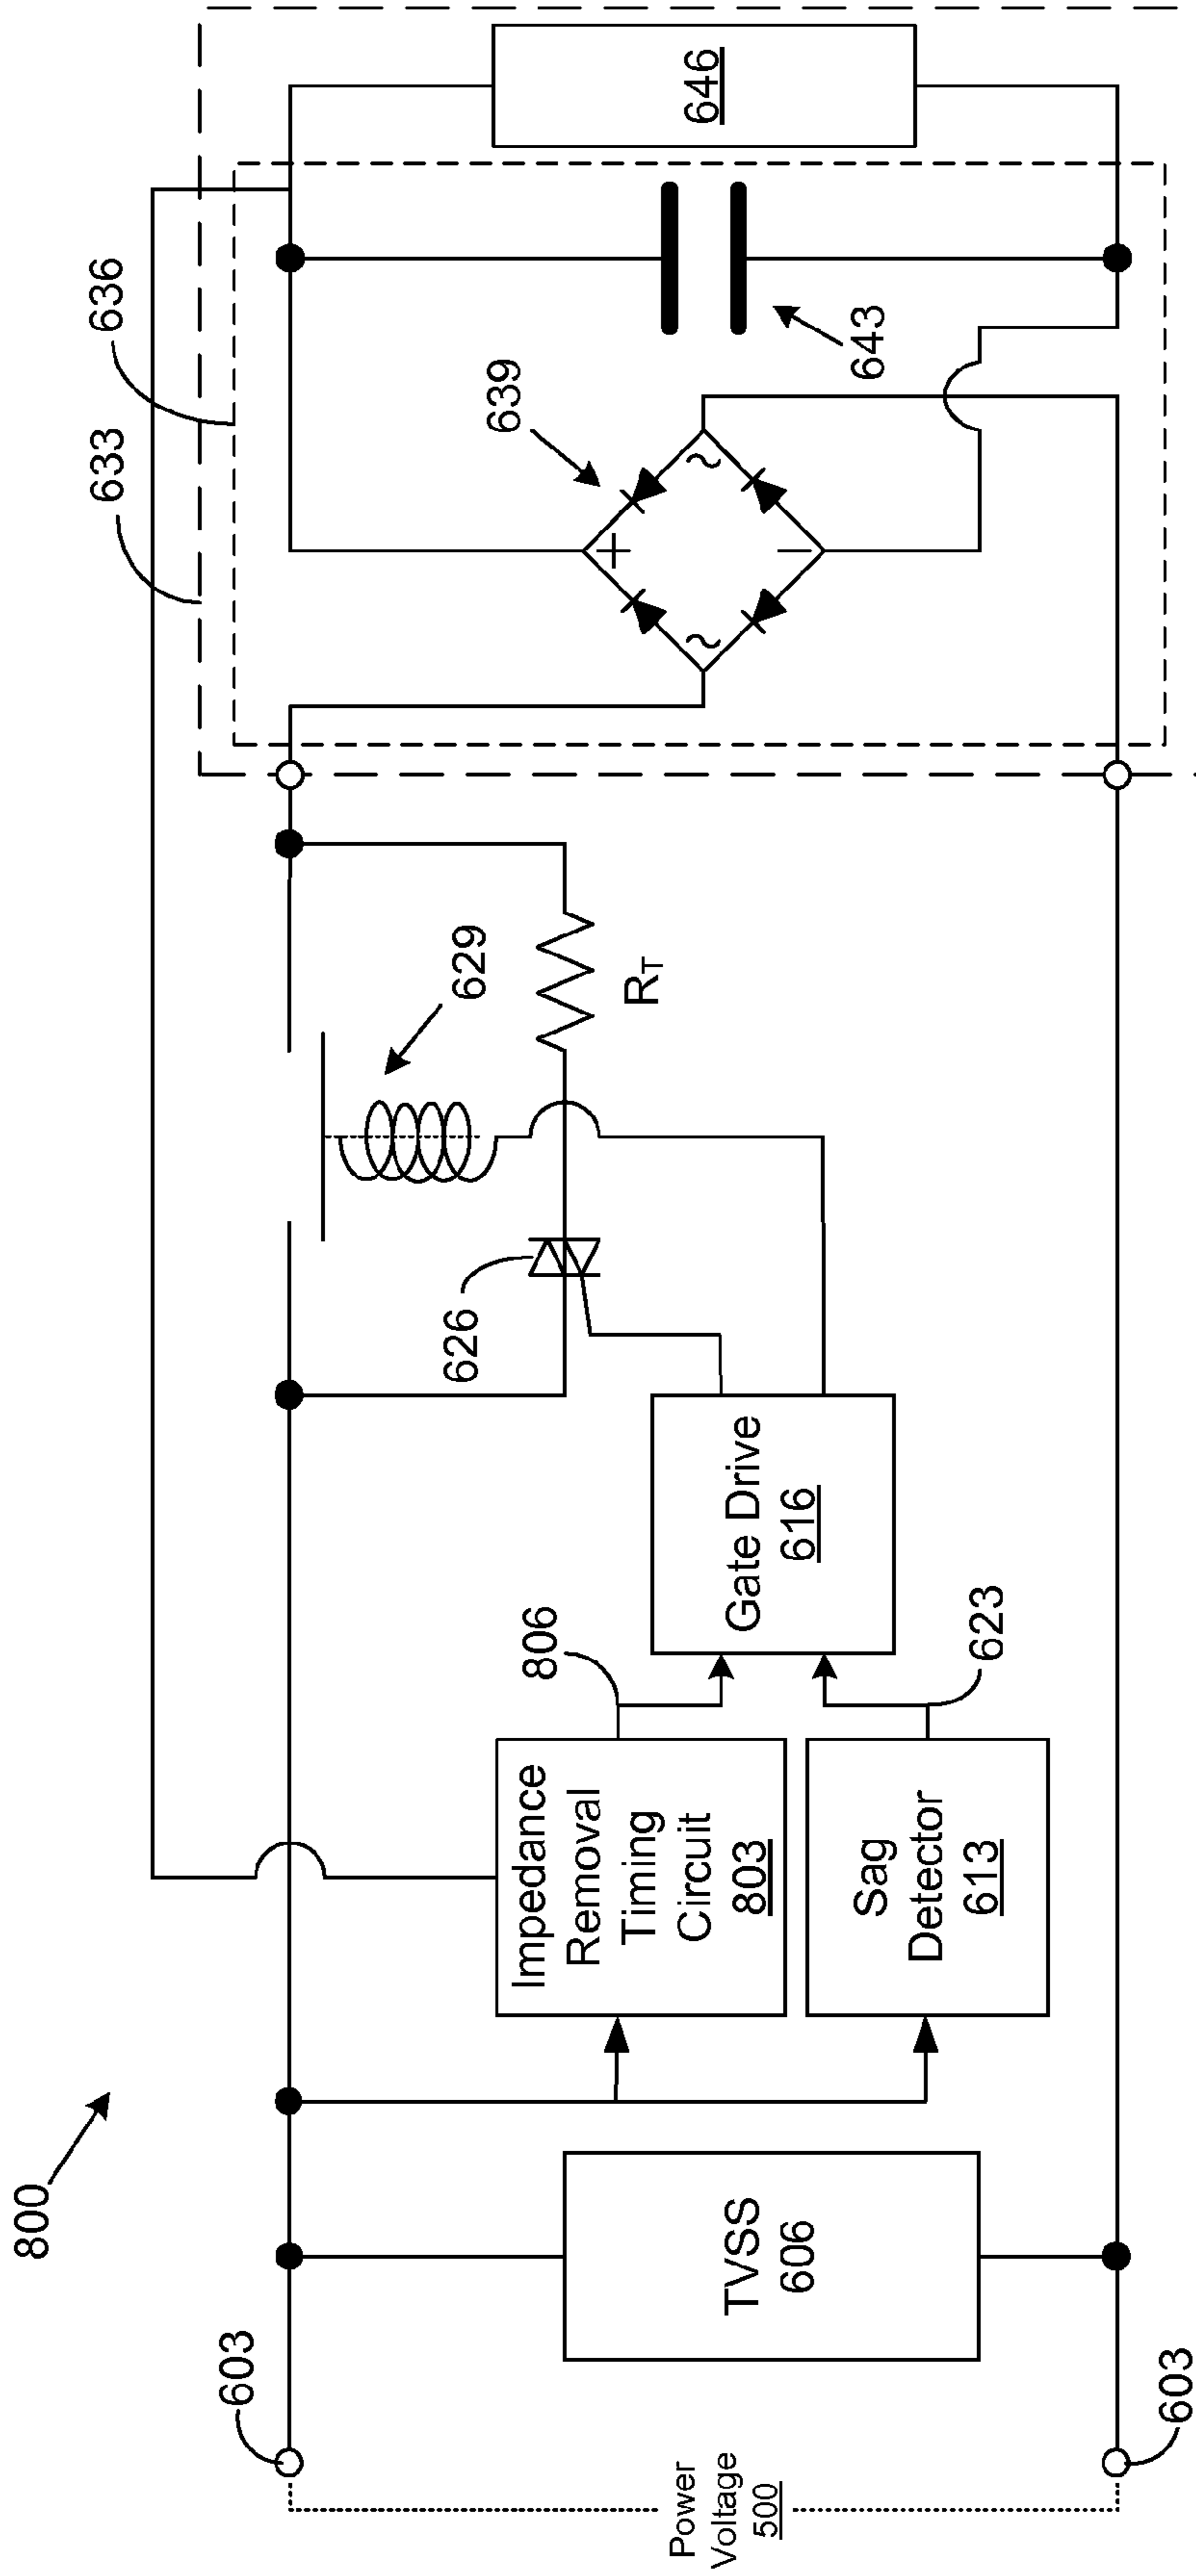 800
603
Power
Voltage
500
603
TVSS
606
Impedance
Removal
Timing
Circuit
803
Sag
Detector
613
806
623
Gate Drive
616
626
629
RT
633
636
639
+
−
~
~
643
646